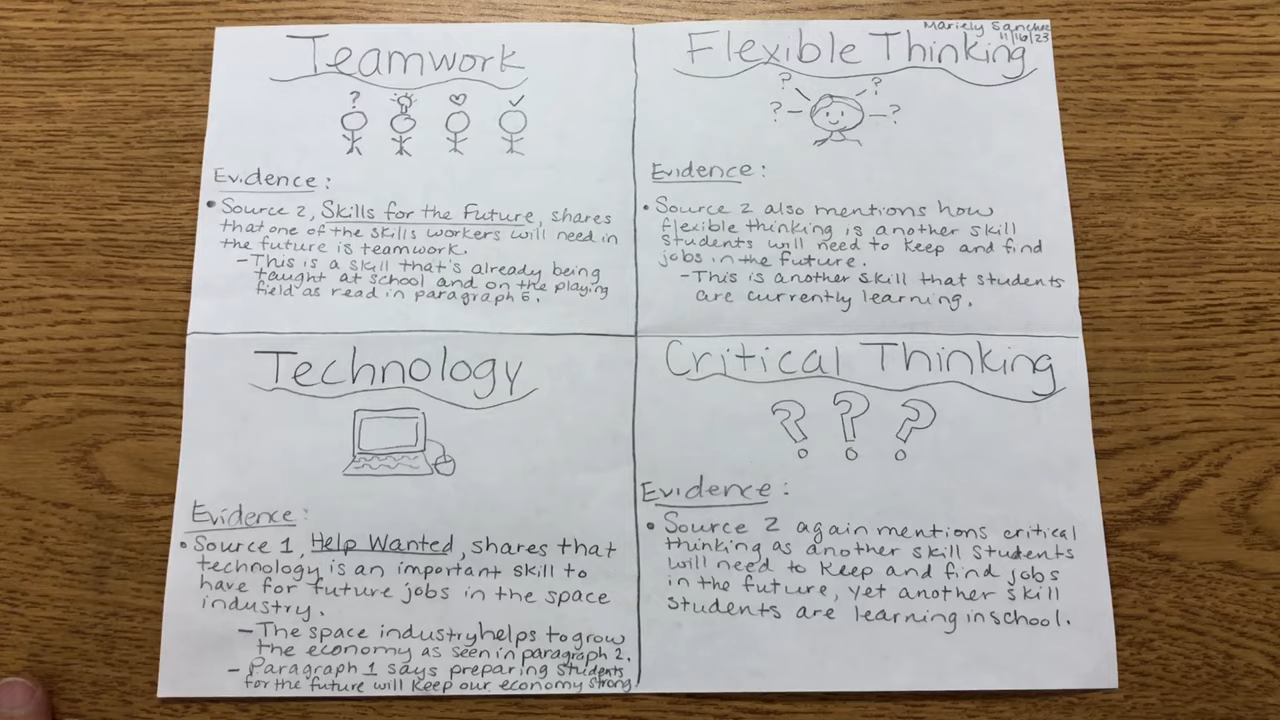 Mariely Sanchez
11/16/23
Teamwork
?
Evidence:
• Source 2, Skills for the Future, shares
that one of the skills workers will need in
the future is teamwork.
- This is a skill that's already being
taught at school and on the playing
field as read in paragraph 6.
Flexible Thinking
? ?
? ?
Evidence:
• Source 2 also mentions how
flexible thinking is another skill
students will need to keep and find
jobs in the future.
- This is another skill that students
are currently learning.
Technology
Evidence:
• Source 1, Help Wanted, shares that
technology is an important skill to
have for future jobs in the space
industry.
- The space industry helps to grow
the economy as seen in paragraph 2.
- Paragraph 1 says preparing students
for the future will keep our economy strong.
Critical Thinking
? ? ?
Evidence:
• Source 2 again mentions critical
thinking as another skill students
will need to keep and find jobs
in the future, yet another skill
students are learning in school.